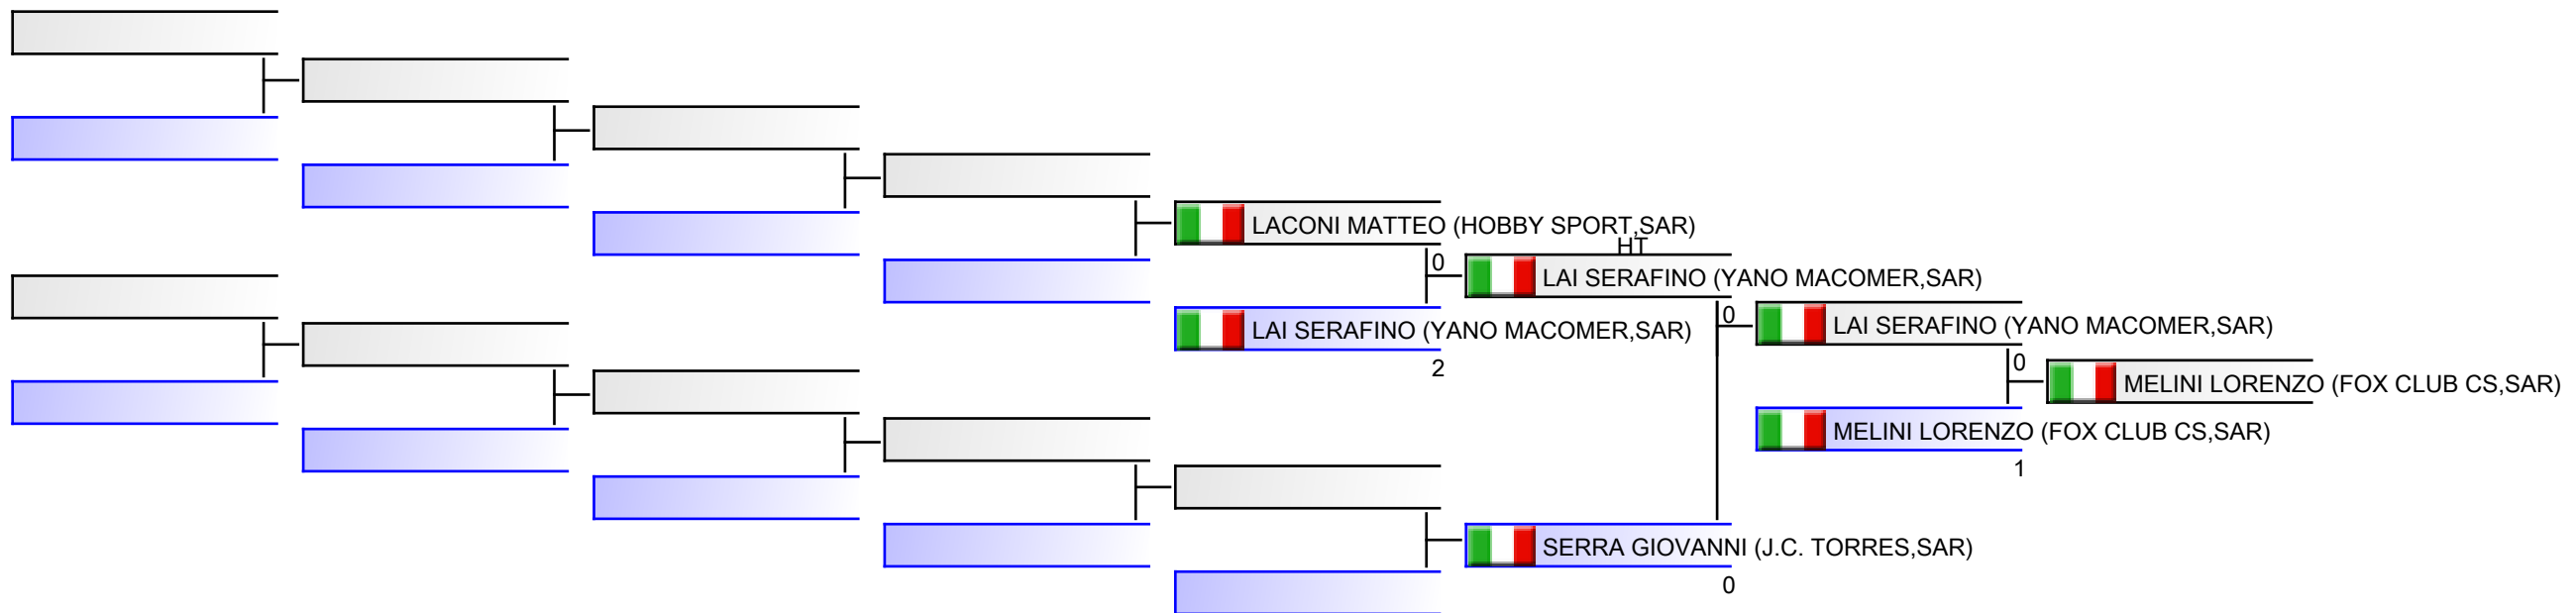 LACONI MATTEO (HOBBY SPORT,SAR)
HT
0
LAI SERAFINO (YANO MACOMER,SAR)
LAI SERAFINO (YANO MACOMER,SAR)
2
0
LAI SERAFINO (YANO MACOMER,SAR)
0
MELINI LORENZO (FOX CLUB CS,SAR)
MELINI LORENZO (FOX CLUB CS,SAR)
1
SERRA GIOVANNI (J.C. TORRES,SAR)
0